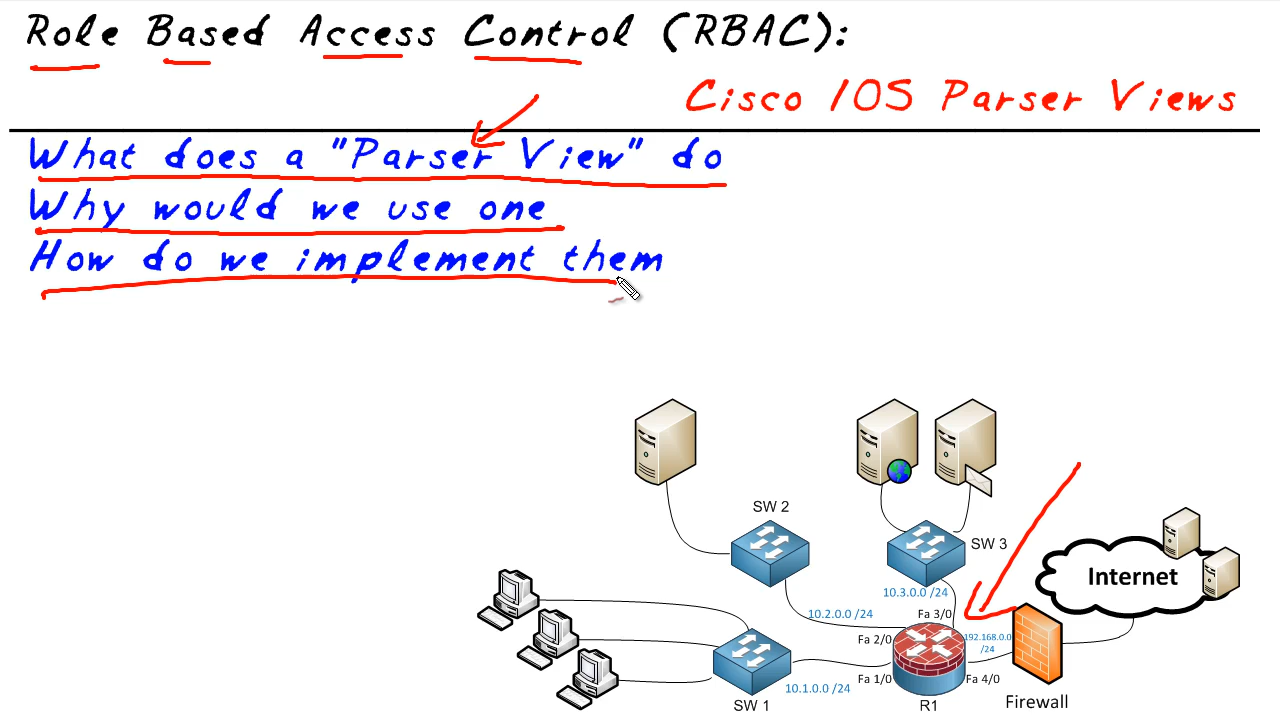 Role Based Access Control (RBAC):
Cisco IOS Parser Views
What does a "Parser View" do
Why would we use one
How do we implement them
SW 2
SW 3
Internet
10.3.0.0 /24
10.2.0.0 /24
Fa 3/0
Fa 2/0
192.168.0.0
/24
Fa 1/0
Fa 4/0
10.1.0.0 /24
SW 1
R1
Firewall